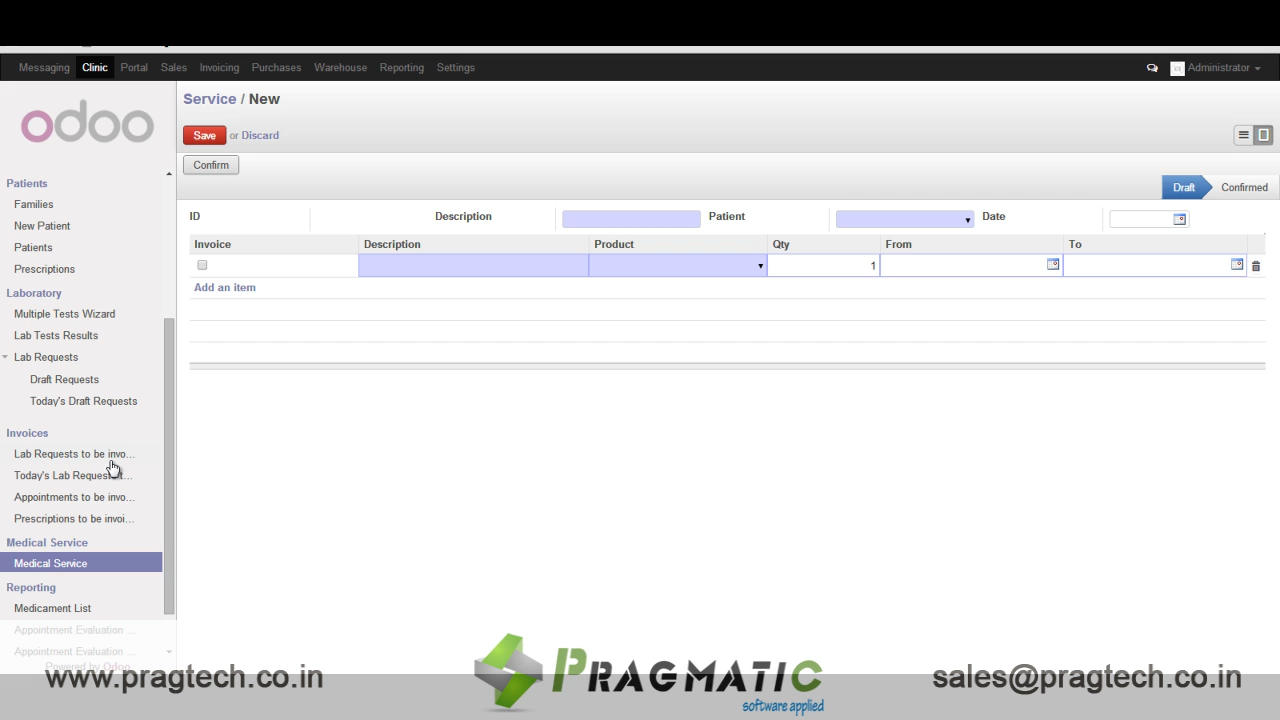 Messaging Clinic Portal Sales Invoicing Purchases Warehouse Reporting Settings Administrator
odoo
Service / New
Save or Discard
Confirm
Draft Confirmed
Patients
Families
New Patient
Patients
Prescriptions
Laboratory
Multiple Tests Wizard
Lab Tests Results
Lab Requests
Draft Requests
Today's Draft Requests
Invoices
Lab Requests to be invo...
Today's Lab Requests t...
Appointments to be invo...
Prescriptions to be invoi...
Medical Service
Medical Service
Reporting
Medicament List
Appointment Evaluation ...
Appointment Evaluation ...
Powered by Odoo
ID Description Patient Date
Invoice Description Product Qty From To
1
Add an item
www.pragtech.co.in
PRAGMATIC
software applied
sales@pragtech.co.in